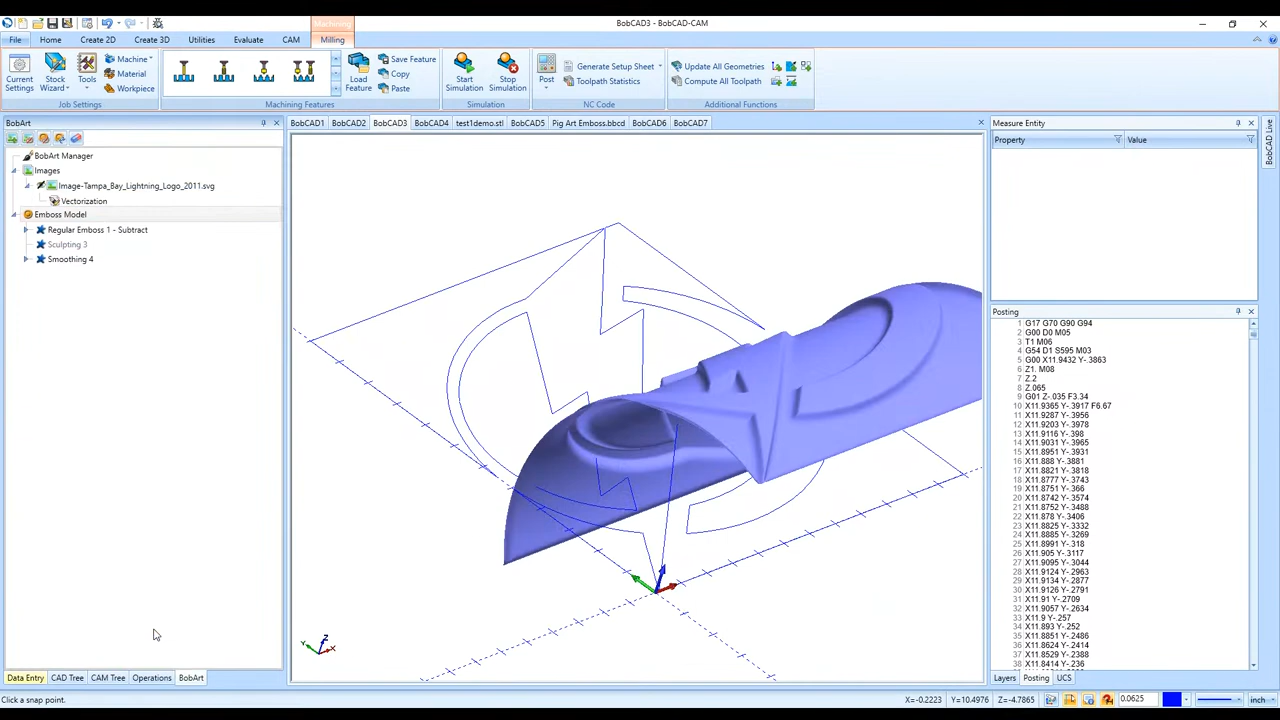 BobCAD3 - BobCAD-CAM
Machining
File Home Create 2D Create 3D Utilities Evaluate CAM Milling
Current Settings
Stock Wizard
Tools
Machine
Material
Workpiece
Job Settings
Load Feature
Save Feature
Copy
Paste
Machining Features
Start Simulation
Stop Simulation
Simulation
Post
Generate Setup Sheet
Toolpath Statistics
NC Code
Update All Geometries
Compute All Toolpath
Additional Functions
BobArt
BobCAD1 BobCAD2 BobCAD3 BobCAD4 test1demo.stl BobCAD5 Pig Art Emboss.bbcd BobCAD6 BobCAD7
BobArt Manager
Images
Image-Tampa_Bay_Lightning_Logo_2011.svg
Vectorization
Emboss Model
Regular Emboss 1 - Subtract
Sculpting 3
Smoothing 4
Z
Y
X
Measure Entity
Property Value
BobCAD Live
Posting
1 G17 G70 G90 G94
2 G00 D0 M05
3 T1 M06
4 G54 D1 S595 M03
5 G00 X11.9432 Y-.3863
6 Z1. M08
7 Z.2
8 Z.065
9 G01 Z-.035 F3.34
10 X11.9365 Y-.3917 F6.67
11 X11.9287 Y-.3956
12 X11.9203 Y-.3978
13 X11.9116 Y-.398
14 X11.9031 Y-.3965
15 X11.8951 Y-.3931
16 X11.888 Y-.3881
17 X11.8821 Y-.3818
18 X11.8777 Y-.3743
19 X11.8751 Y-.366
20 X11.8742 Y-.3574
21 X11.8752 Y-.3488
22 X11.878 Y-.3406
23 X11.8825 Y-.3332
24 X11.8885 Y-.3269
25 X11.8991 Y-.318
26 X11.905 Y-.3117
27 X11.9095 Y-.3044
28 X11.9124 Y-.2963
29 X11.9134 Y-.2877
30 X11.9126 Y-.2791
31 X11.91 Y-.2709
32 X11.9057 Y-.2634
33 X11.9 Y-.257
34 X11.893 Y-.252
35 X11.8851 Y-.2486
36 X11.8624 Y-.2414
37 X11.8529 Y-.2388
38 X11.8414 Y-.236
Data Entry CAD Tree CAM Tree Operations BobArt
Layers Posting UCS
Click a snap point.
X=-0.2223 Y=10.4976 Z=-4.7865
0.0625
inch